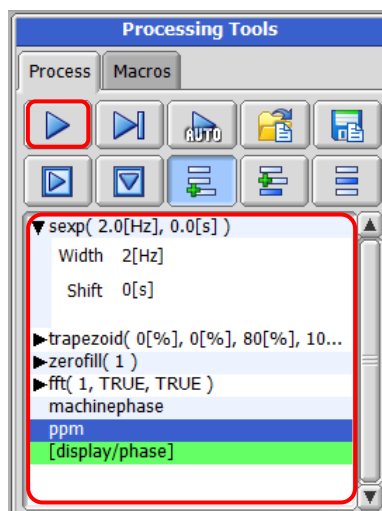 Processing Tools
Process Macros
AUTO
sexp( 2.0[Hz], 0.0[s] )
Width 2[Hz]
Shift 0[s]
trapezoid( 0[%], 0[%], 80[%], 10...
zerofill( 1 )
fft( 1, TRUE, TRUE )
machinephase
ppm
[display/phase]